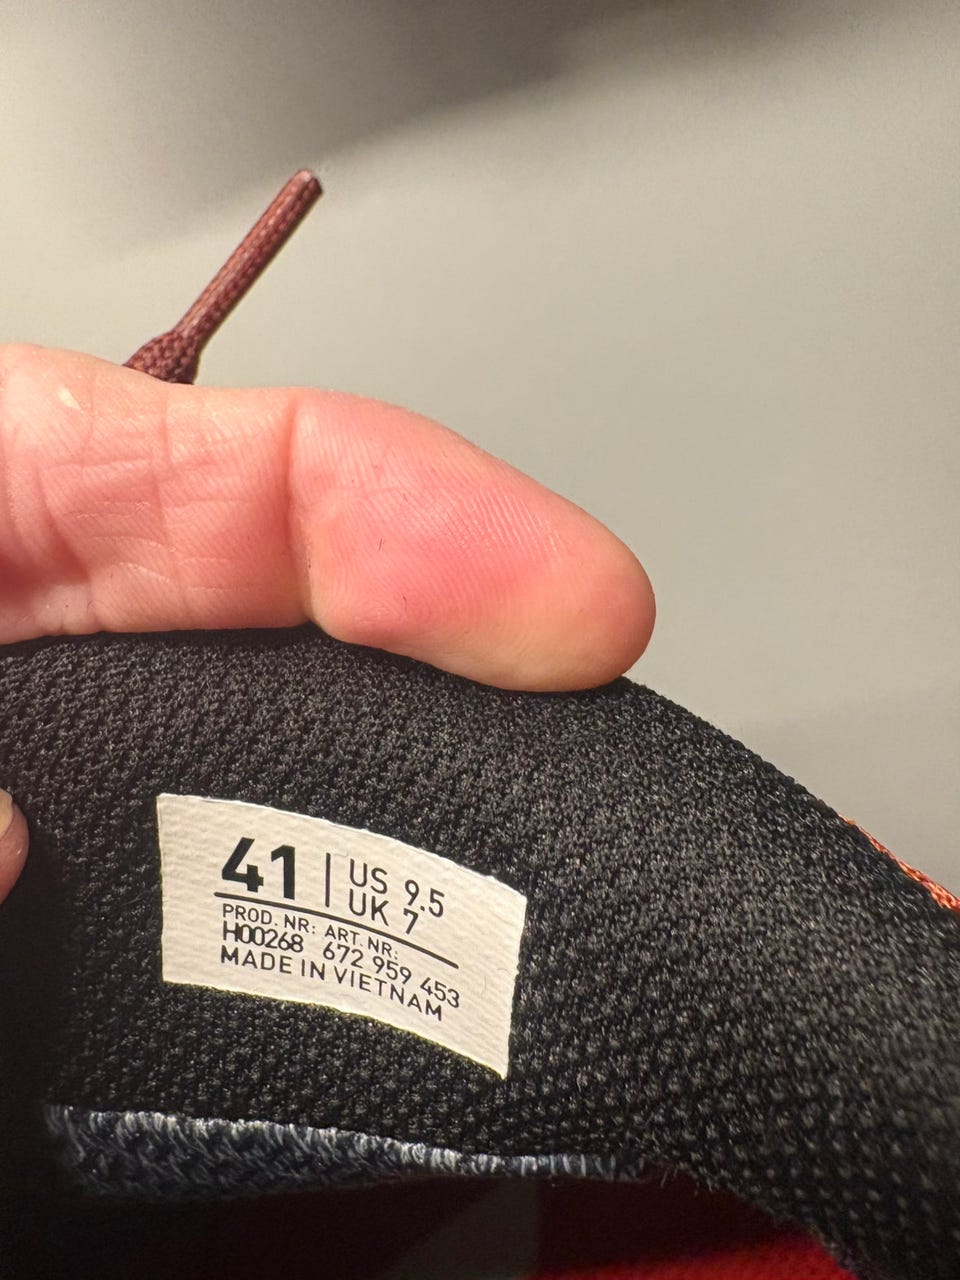 41 | US 9.5
UK 7
PROD. NR: ART. NR:
H00268 672 959 453
MADE IN VIETNAM